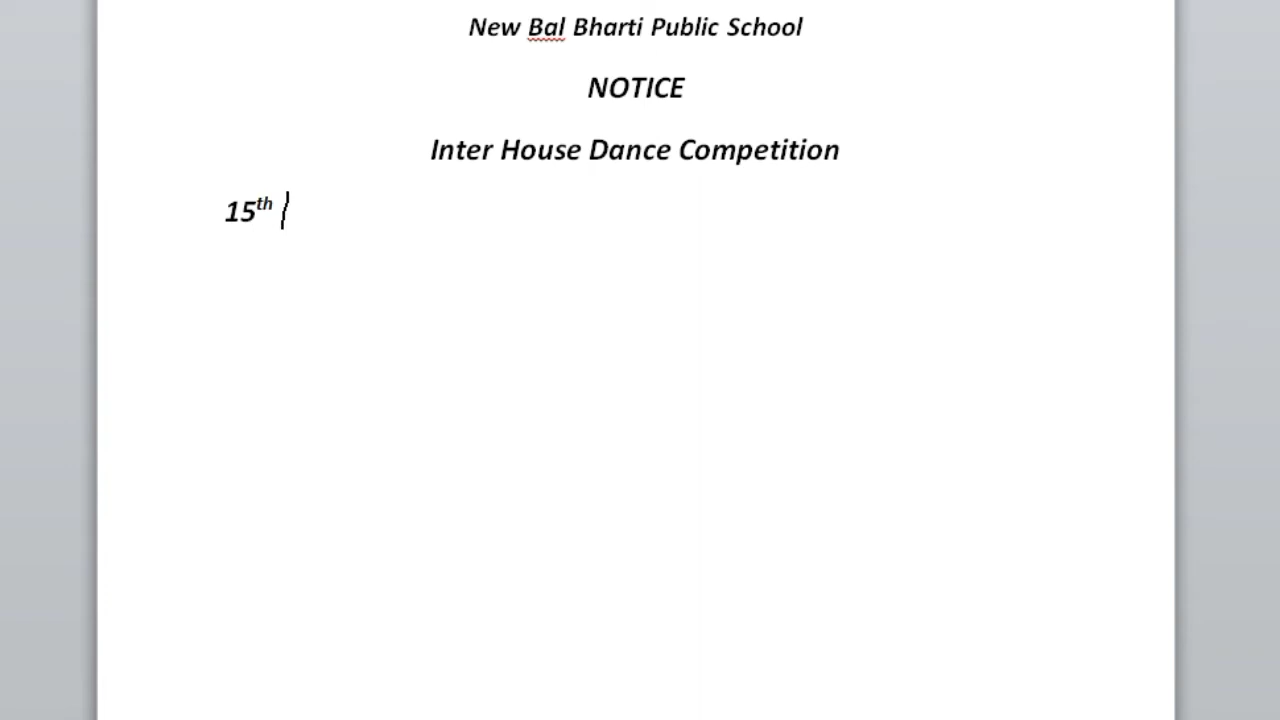 New Bal Bharti Public School
NOTICE
Inter House Dance Competition
15th